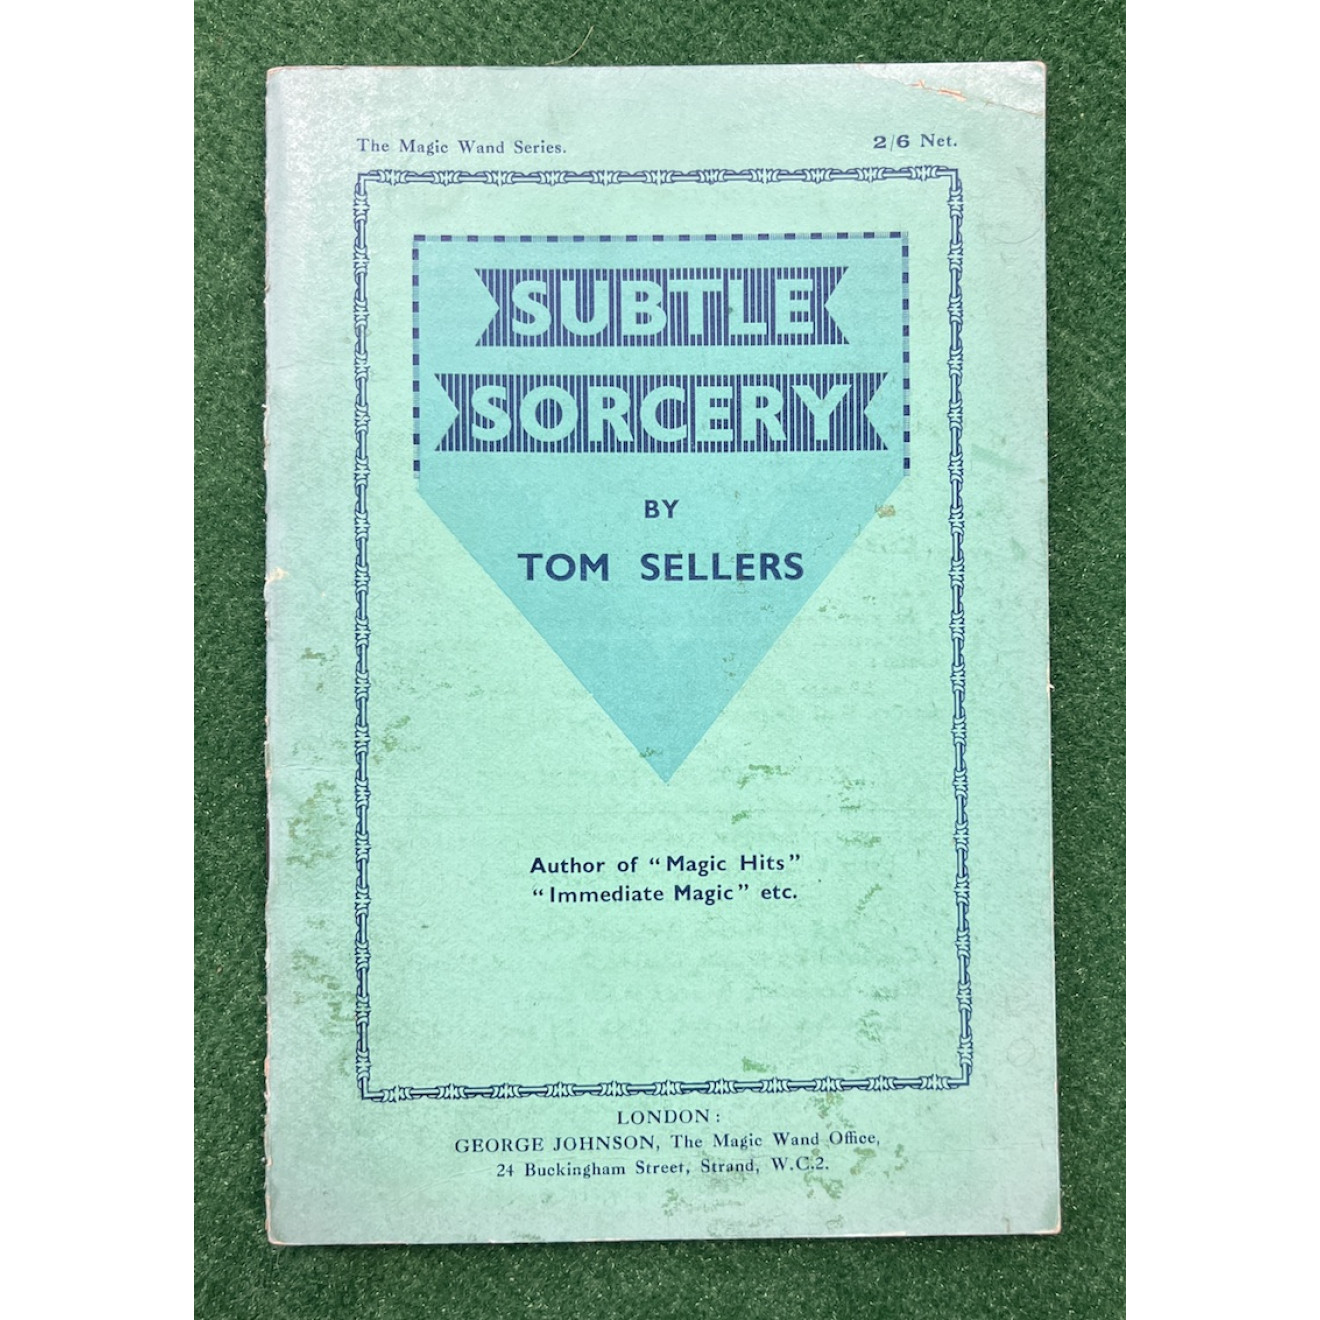 The Magic Wand Series.
2/6 Net.
SUBTLE
SORCERY
BY
TOM SELLERS
Author of “Magic Hits”
“Immediate Magic” etc.
LONDON:
GEORGE JOHNSON, The Magic Wand Office,
24 Buckingham Street, Strand, W.C.2.